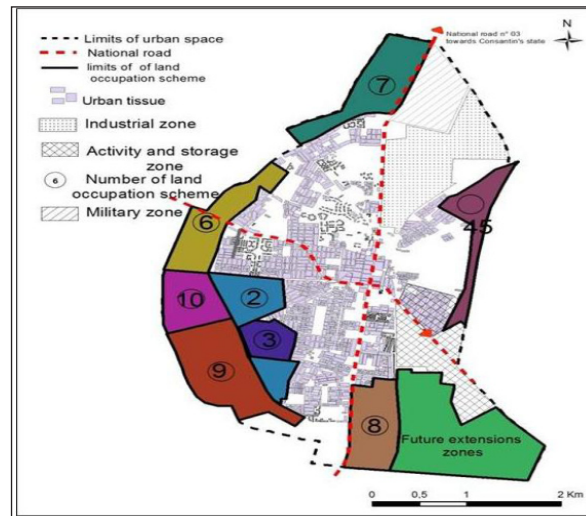 Limits of urban space
National road
limits of of land
occupation scheme
Urban tissue
Industrial zone
Activity and storage
zone
6
Number of land
occupation scheme
Military zone
National road n° 03
towards Consantin's state
N
7
45
6
10
2
3
9
8
Future extensions
zones
0 0,5 1 2 Km